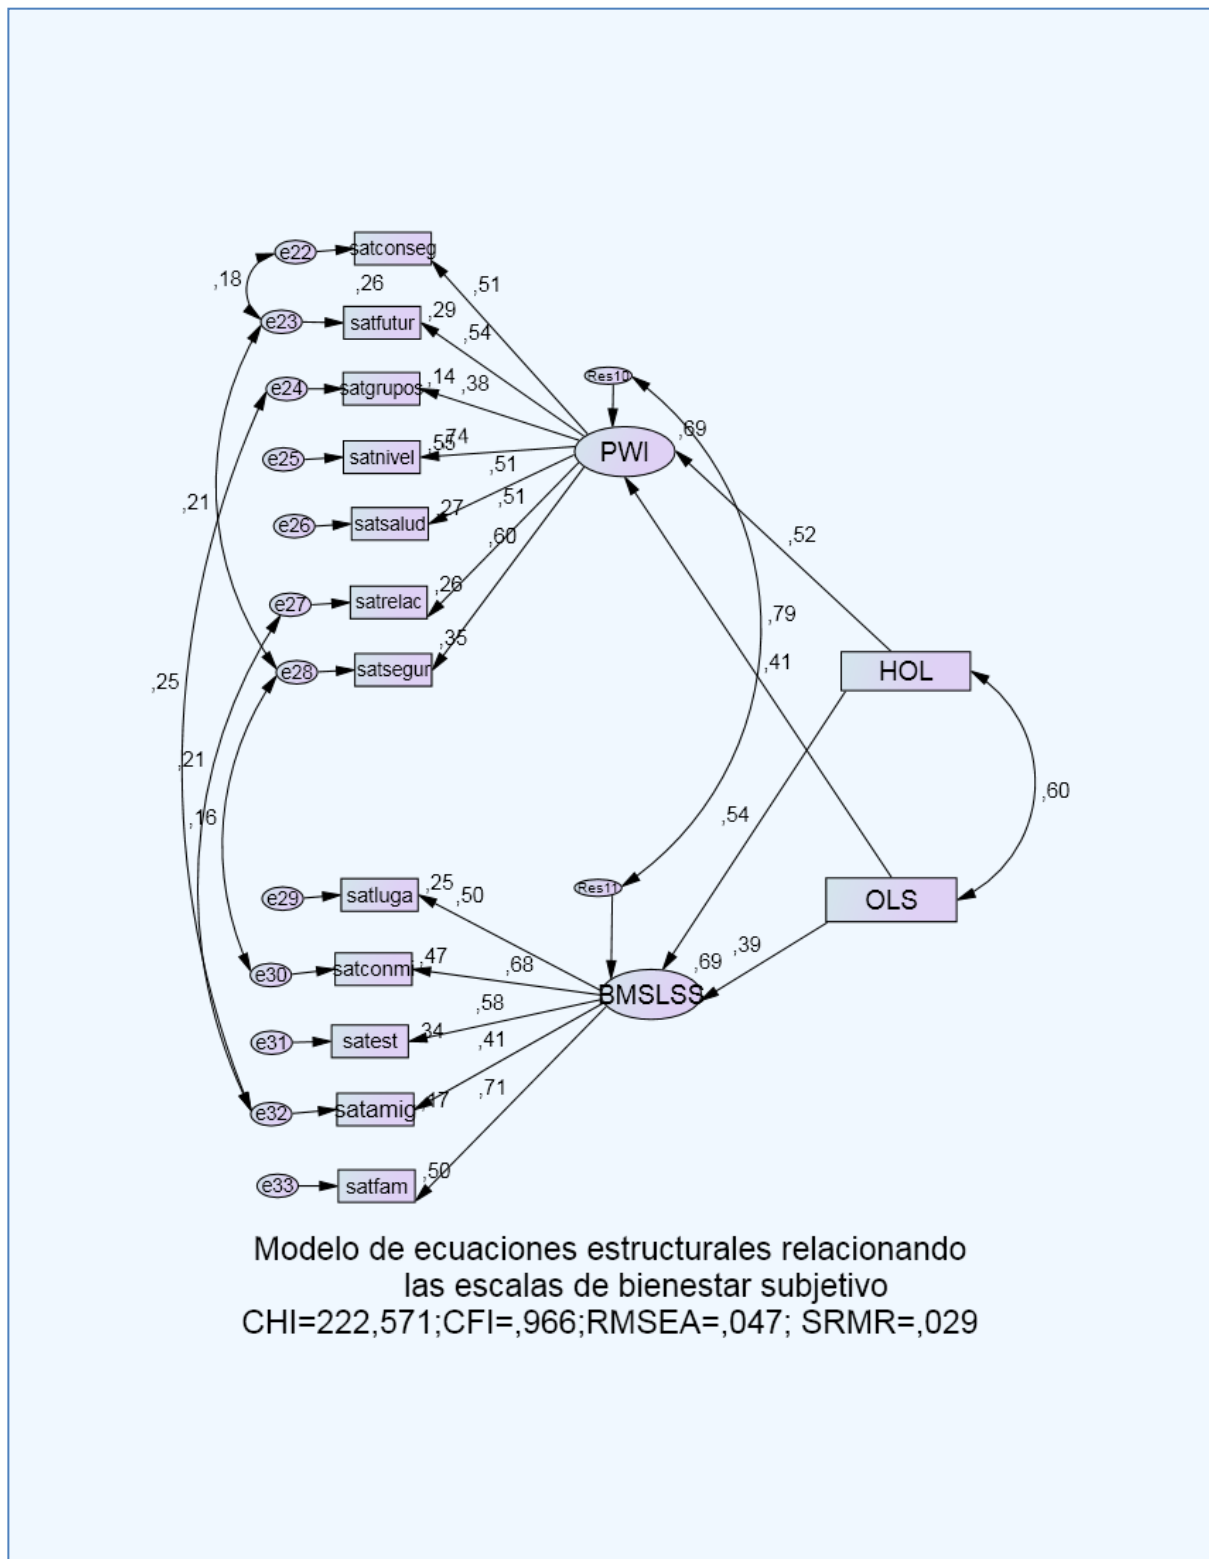 e22 satconseg
,18 ,26 ,51
e23 satfutur ,29 ,54
e24 satgrupos ,14 ,38 Res10
e25 satnivel ,55 ,74 PWI ,69
,51
,21 e26 satsalud ,27 ,51 ,52
,60
e27 satrelac ,26 ,79
e28 satsegur ,35 ,41 HOL
,25
,21
,16 ,54 ,60
e29 satluga ,25 ,50 Res11 OLS
e30 satconmi ,47 ,68 BMSLSS ,69 ,39
,58
e31 satest ,34 ,41
e32 satamig ,17 ,71
e33 satfam ,50
Modelo de ecuaciones estructurales relacionando
las escalas de bienestar subjetivo
CHI=222,571;CFI=,966;RMSEA=,047; SRMR=,029